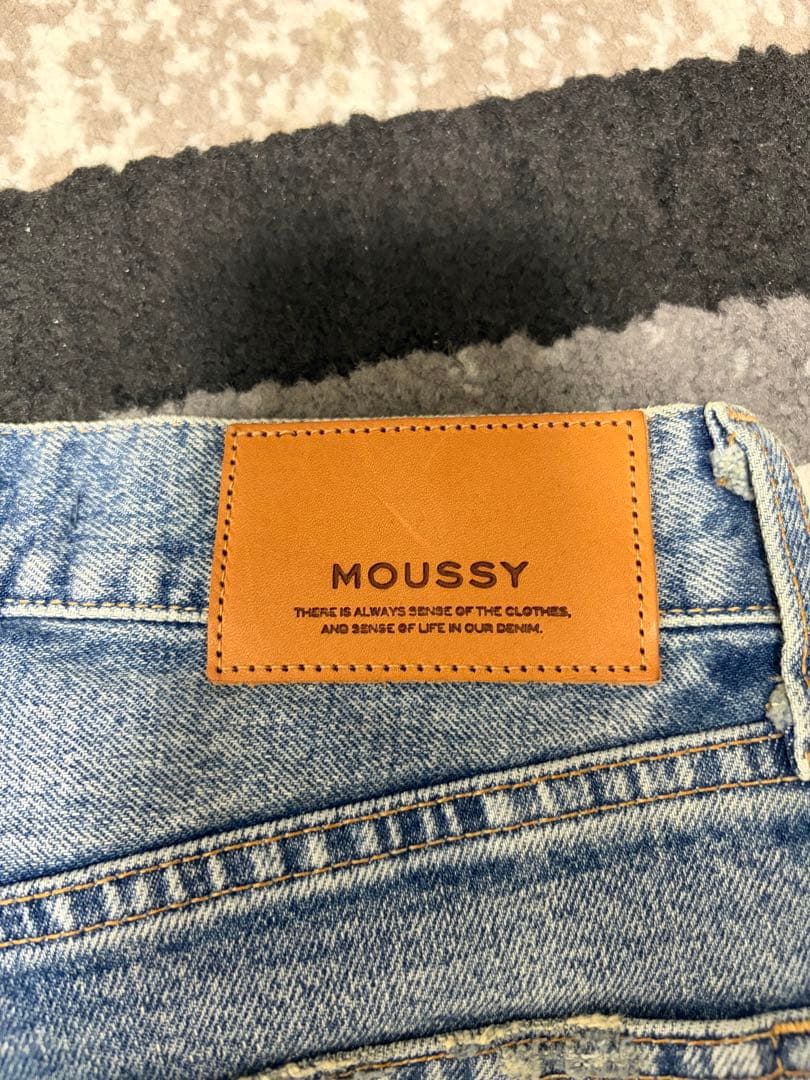 MOUSSY
THERE IS ALWAYS SENSE OF THE CLOTHES,
AND SENSE OF LIFE IN OUR DENIM.